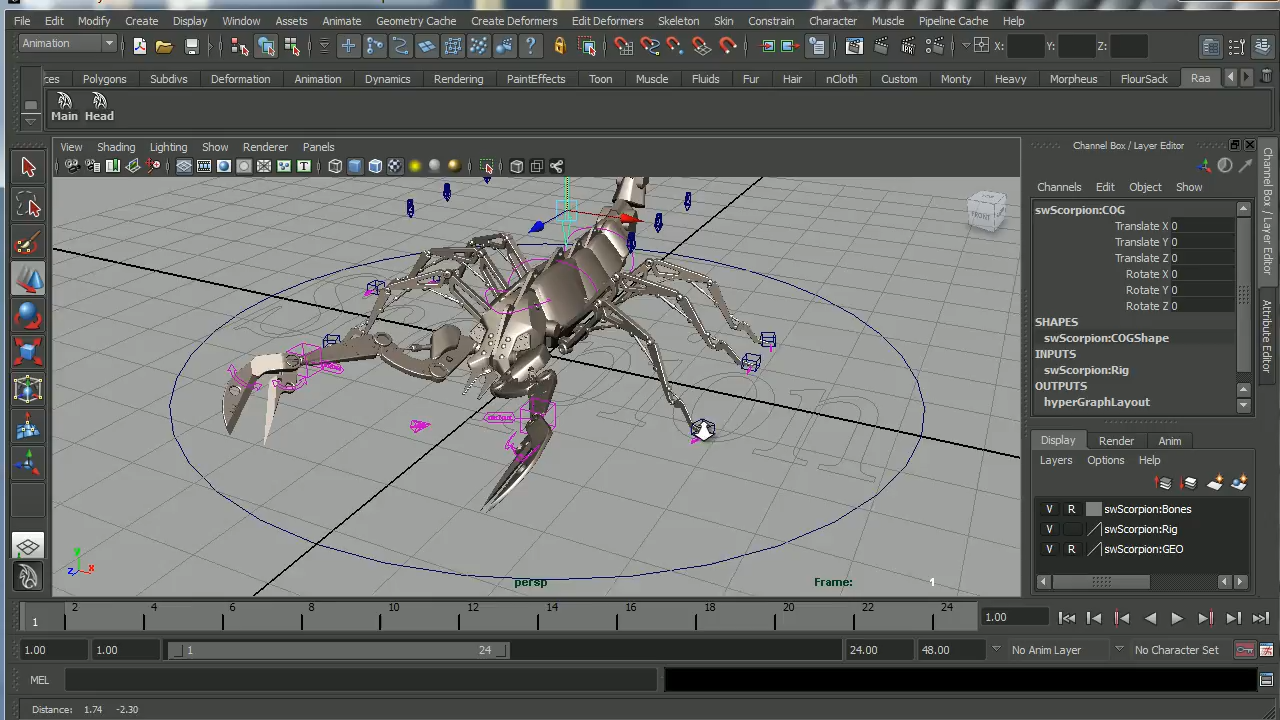 File Edit Modify Create Display Window Assets Animate Geometry Cache Create Deformers Edit Deformers Skeleton Skin Constrain Character Muscle Pipeline Cache Help
Animation
X: Y: Z:
ces Polygons Subdivs Deformation Animation Dynamics Rendering PaintEffects Toon Muscle Fluids Fur Hair nCloth Custom Monty Heavy Morpheus FlourSack Raa
Main Head
View Shading Lighting Show Renderer Panels
Channel Box / Layer Editor
Channels Edit Object Show
swScorpion:COG
Translate X 0
Translate Y 0
Translate Z 0
Rotate X 0
Rotate Y 0
Rotate Z 0
SHAPES
swScorpion:COGShape
INPUTS
swScorpion:Rig
OUTPUTS
hyperGraphLayout
Channel Box / Layer Editor
Attribute Editor
FRONT
Display Render Anim
Layers Options Help
V R swScorpion:Bones
V swScorpion:Rig
V R swScorpion:GEO
y
z x
persp
Frame: 1
1 2 4 6 8 10 12 14 16 18 20 22 24
1.00
1.00 1.00 1 24 24.00 48.00 No Anim Layer No Character Set
MEL
Distance: 1.74 -2.30